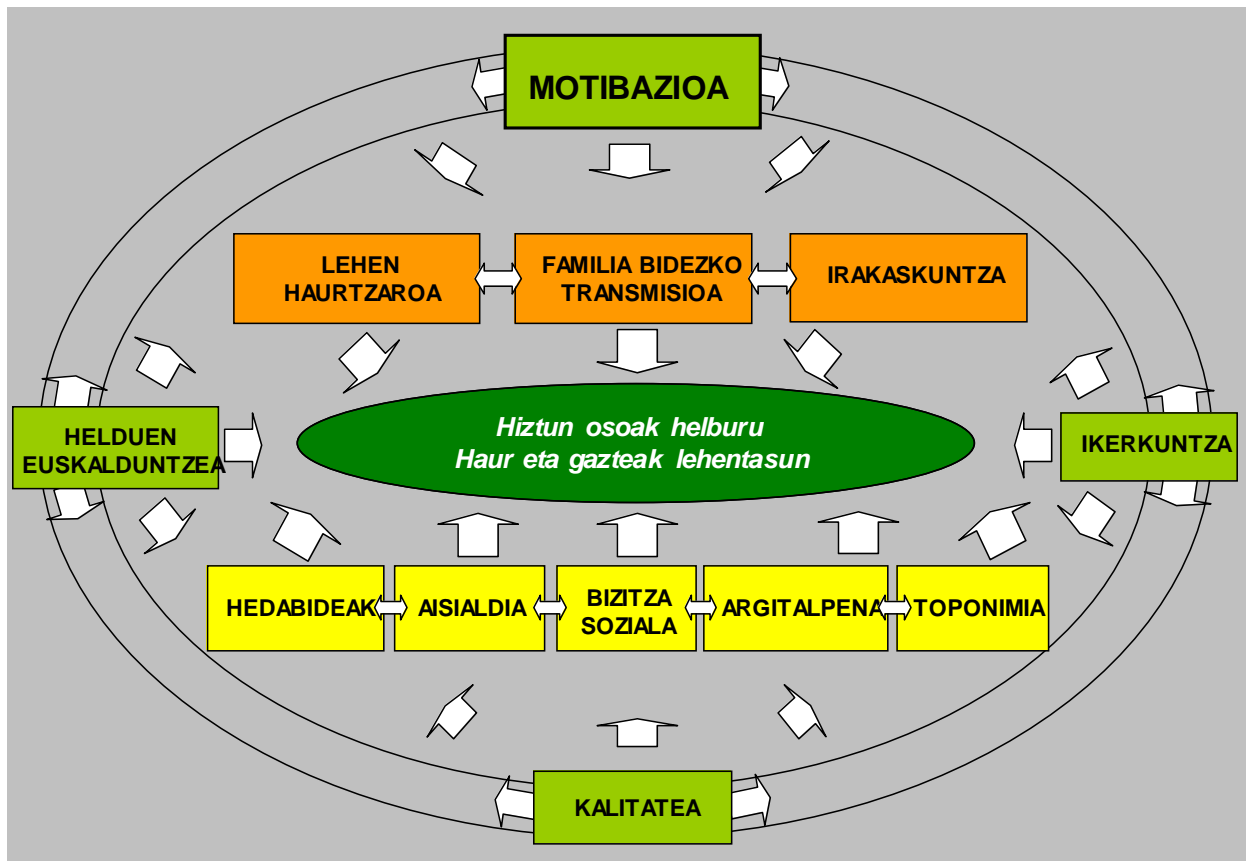 MOTIBAZIOA
LEHEN
HAURTZAROA
FAMILIA BIDEZKO
TRANSMISIOA
IRAKASKUNTZA
HELDUEN
EUSKALDUNTZEA
Hiztun osoak helburu
Haur eta gazteak lehentasun
IKERKUNTZA
HEDABIDEAK
AISIALDIA
BIZITZA
SOZIALA
ARGITALPENA
TOPONIMIA
KALITATEA